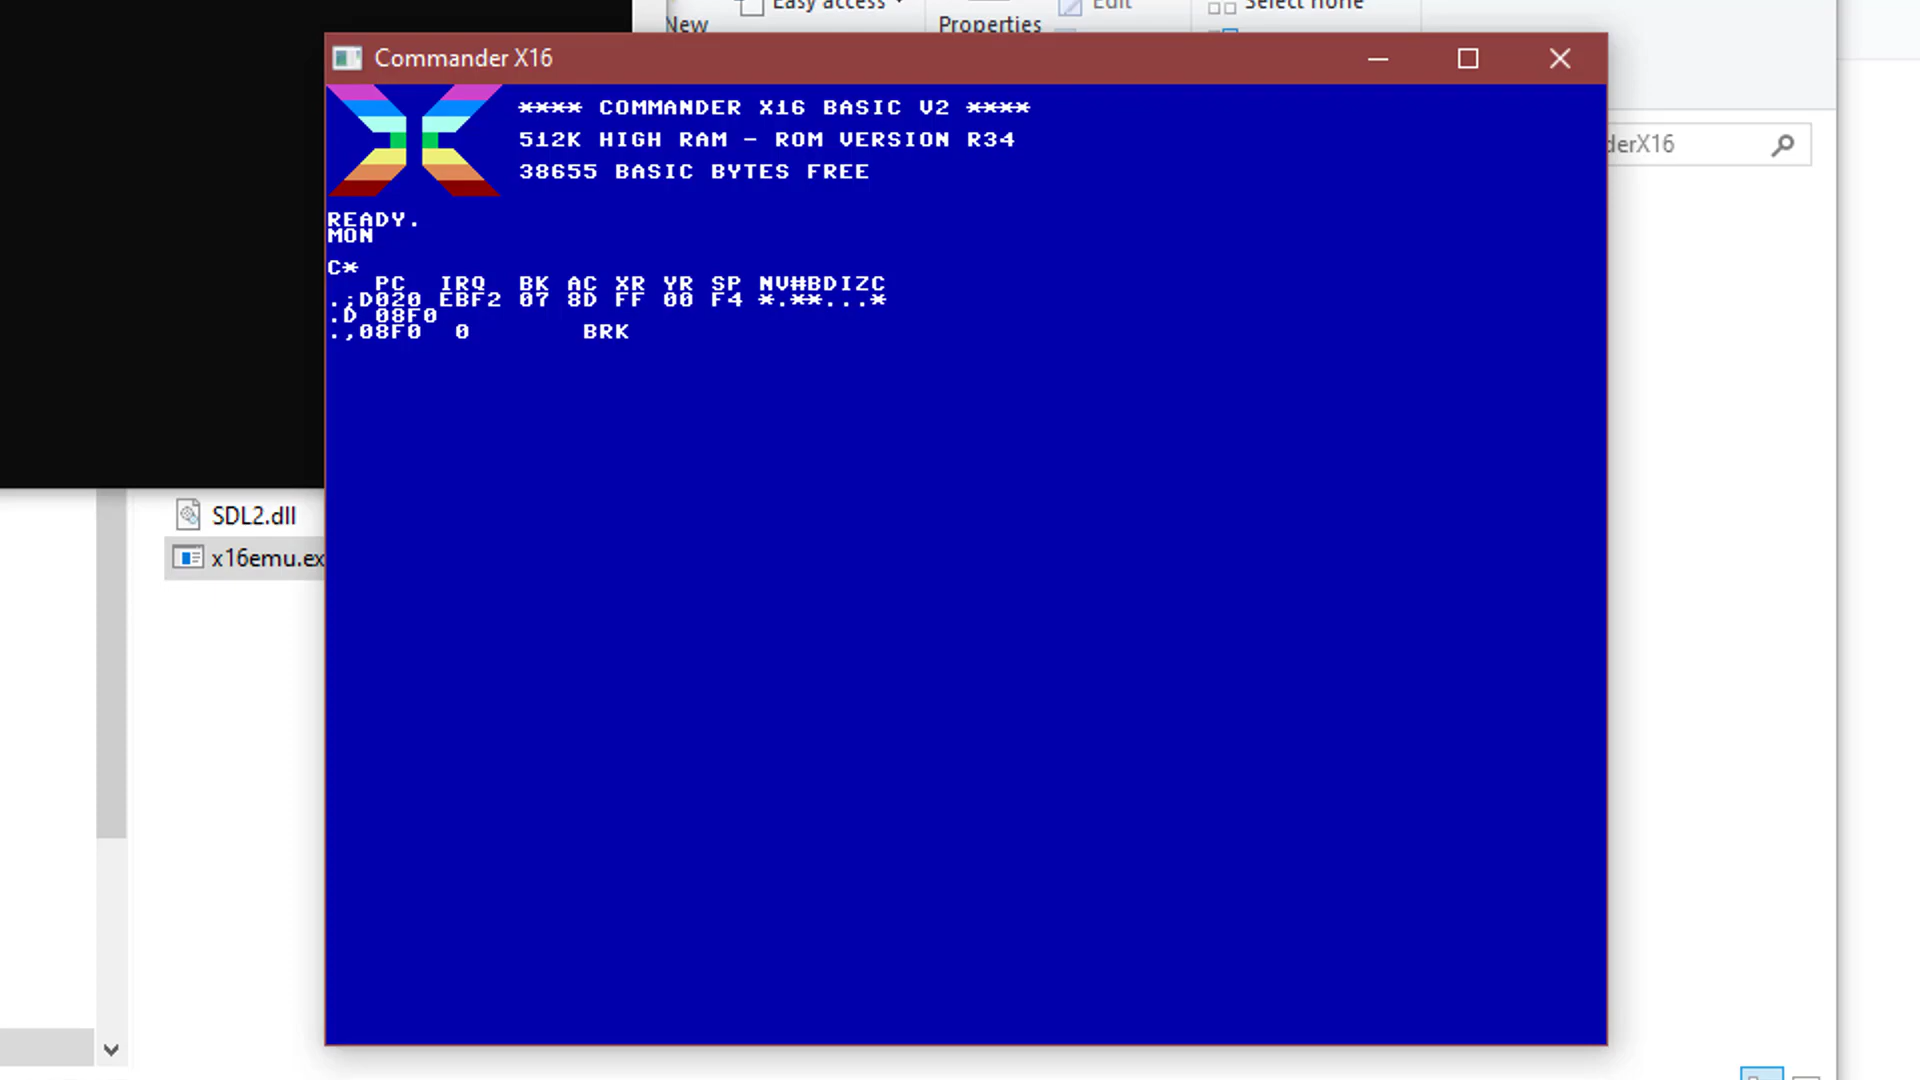 Easy access
Edit
Select none
New
Properties
Commander X16
**** COMMANDER X16 BASIC V2 ****
512K HIGH RAM - ROM VERSION R34
38655 BASIC BYTES FREE
derX16
READY.
MON
C*
PC IRQ BK AC XR YR SP NV#BDIZC
.;D020 EBF2 07 8D FF 00 F4 *.**...*
.D 08F0
.,08F0 0 BRK
SDL2.dll
x16emu.ex